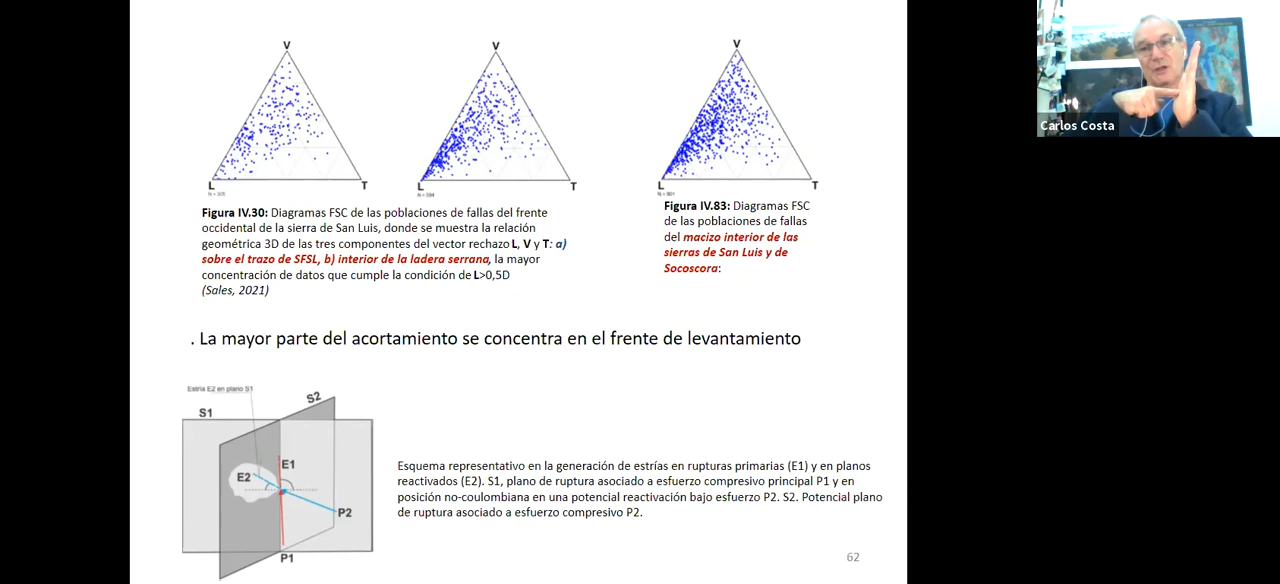 V
V
V
L
T
L
T
L
T
Carlos Costa
Figura IV.30: Diagramas FSC de las poblaciones de fallas del frente
occidental de la sierra de San Luis, donde se muestra la relación
geométrica 3D de las tres componentes del vector rechazo L, V y T: a)
sobre el trazo de SFSL, b) interior de la ladera serrana, la mayor
concentración de datos que cumple la condición de L>0,5D
(Sales, 2021)
Figura IV.83: Diagramas FSC
de las poblaciones de fallas
del macizo interior de las
sierras de San Luis y de
Socoscora:
. La mayor parte del acortamiento se concentra en el frente de levantamiento
Estría E2 en plano S1
S1
S2
E1
E2
P2
P1
Esquema representativo en la generación de estrías en rupturas primarias (E1) y en planos
reactivados (E2). S1, plano de ruptura asociado a esfuerzo compresivo principal P1 y en
posición no-coulombiana en una potencial reactivación bajo esfuerzo P2. S2. Potencial plano
de ruptura asociado a esfuerzo compresivo P2.
62